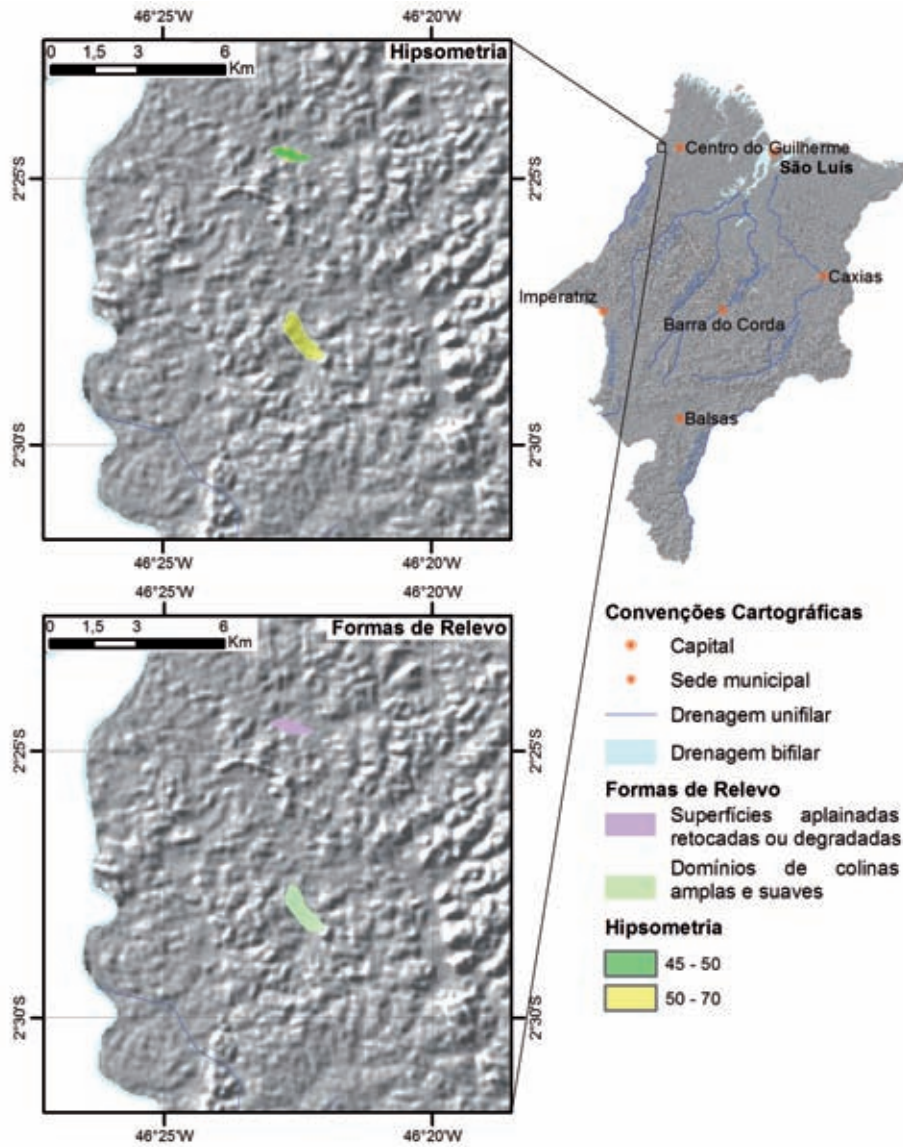 46°25'W 46°20'W
0 1,5 3 6
Km
Hipsometria
2°25'S 2°25'S
2°30'S 2°30'S
46°25'W 46°20'W
Centro do Guilherme
São Luís
Caxias
Imperatriz
Barra do Corda
Balsas
46°25'W 46°20'W
0 1,5 3 6
Km
Formas de Relevo
2°25'S 2°25'S
2°30'S 2°30'S
46°25'W 46°20'W
Convenções Cartográficas
Capital
Sede municipal
Drenagem unifilar
Drenagem bifilar
Formas de Relevo
Superfícies aplainadas
retocadas ou degradadas
Domínios de colinas
amplas e suaves
Hipsometria
45 - 50
50 - 70